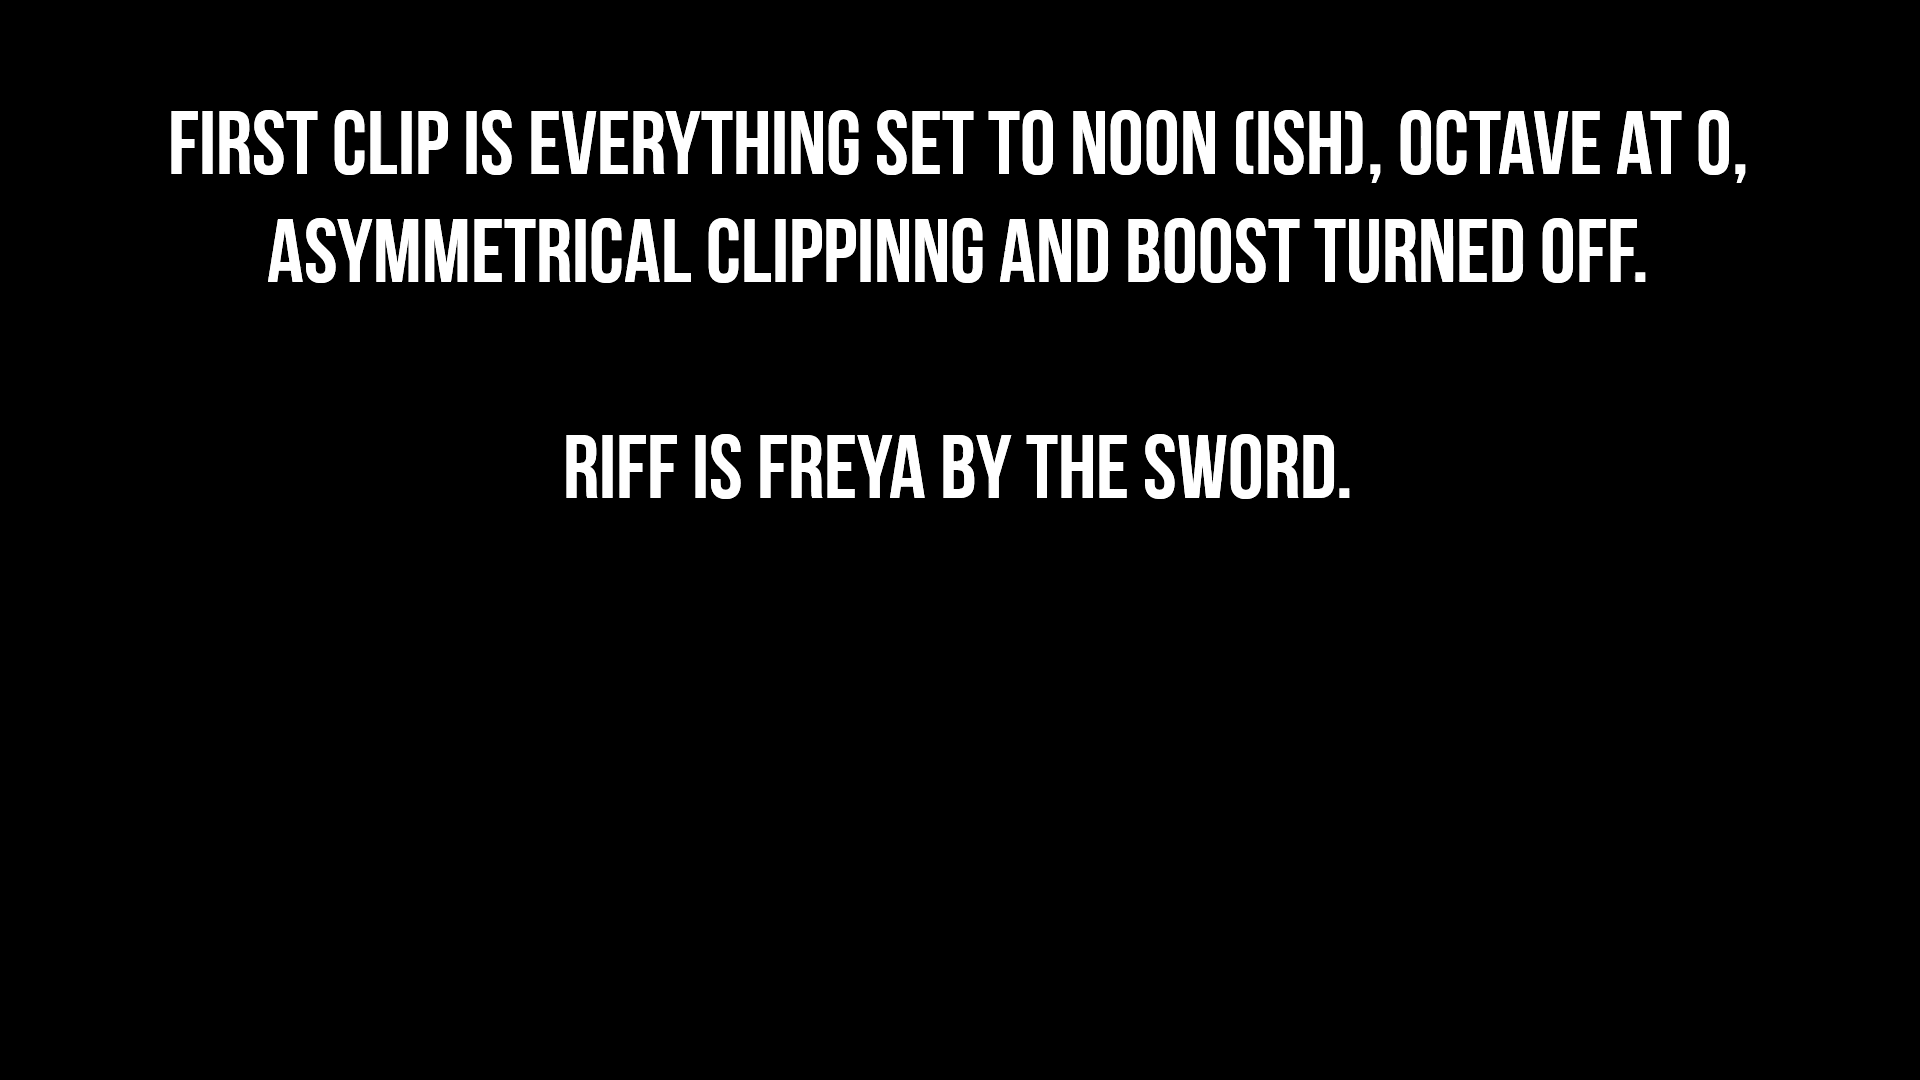 FIRST CLIP IS EVERYTHING SET TO NOON (ISH), OCTAVE AT 0,
ASYMMETRICAL CLIPPINNG AND BOOST TURNED OFF.
RIFF IS FREYA BY THE SWORD.